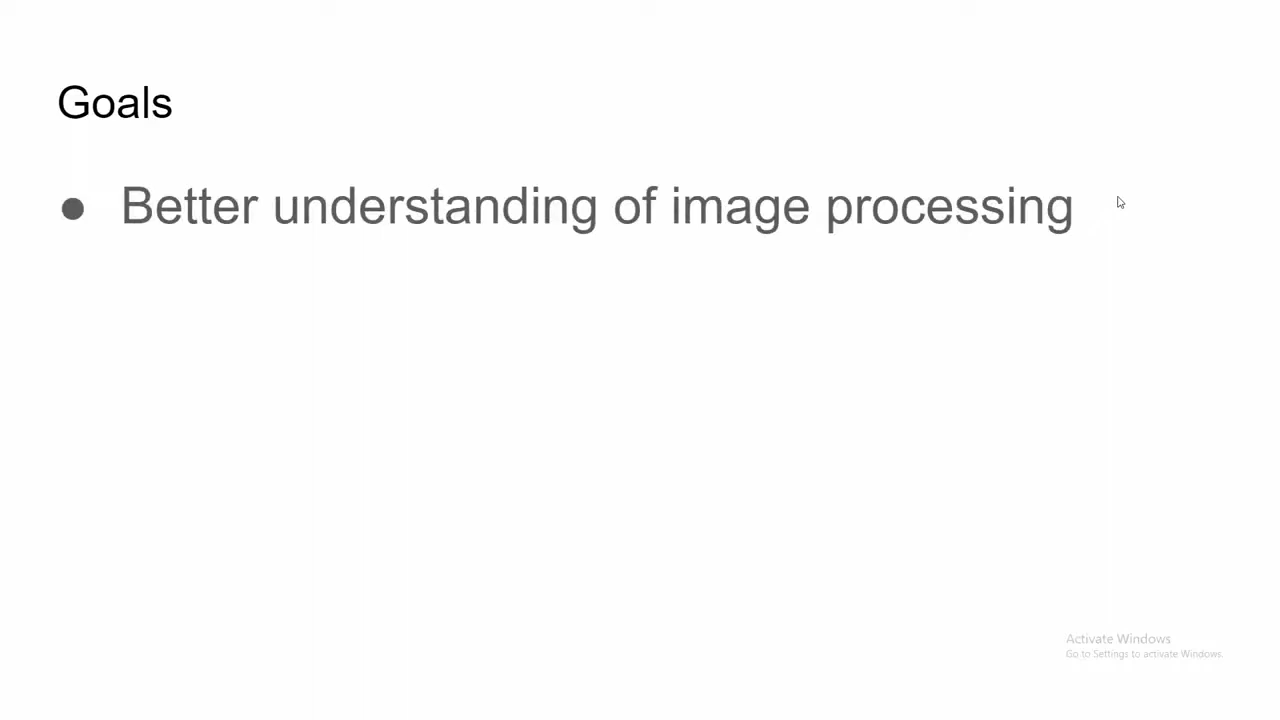 Goals
● Better understanding of image processing
Activate Windows
Go to Settings to activate Windows.